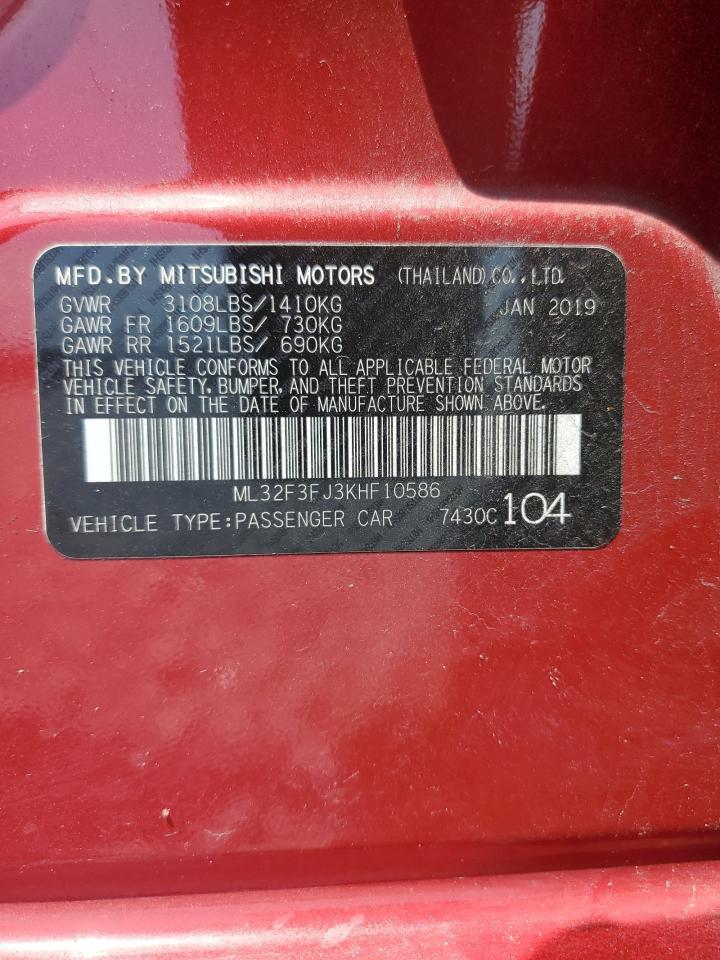 MFD.BY MITSUBISHI MOTORS (THAILAND)CO.,LTD.
GVWR 3108LBS/1410KG JAN 2019
GAWR FR 1609LBS/ 730KG
GAWR RR 1521LBS/ 690KG
THIS VEHICLE CONFORMS TO ALL APPLICABLE FEDERAL MOTOR
VEHICLE SAFETY, BUMPER, AND THEFT PREVENTION STANDARDS
IN EFFECT ON THE DATE OF MANUFACTURE SHOWN ABOVE.
ML32F3FJ3KHF10586
VEHICLE TYPE:PASSENGER CAR 7430C 104